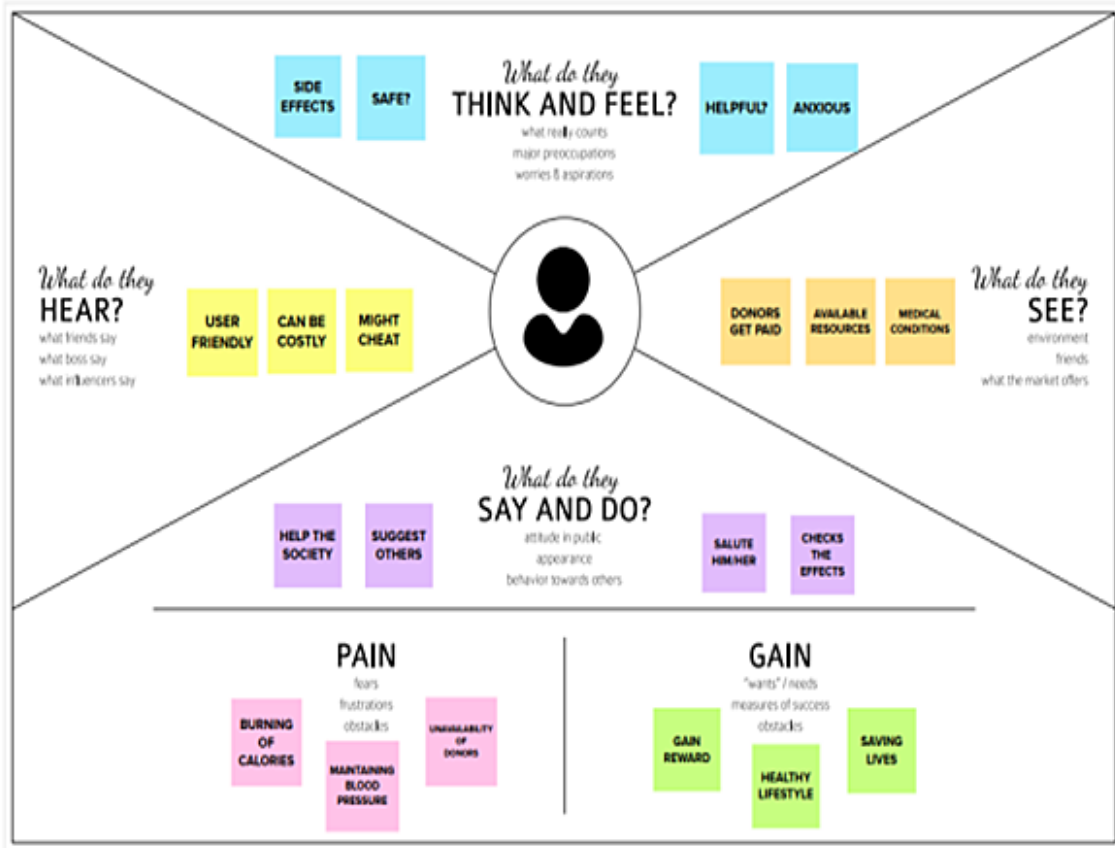 What do they
THINK AND FEEL?
what really counts
major preoccupations
worries & aspirations
SIDE
EFFECTS
SAFE?
HELPFUL?
ANXIOUS
What do they
HEAR?
what friends say
what boss say
what influencers say
USER
FRIENDLY
CAN BE
COSTLY
MIGHT
CHEAT
What do they
SEE?
environment
friends
what the market offers
DONORS
GET PAID
AVAILABLE
RESOURCES
MEDICAL
CONDITIONS
What do they
SAY AND DO?
attitude in public
appearance
behavior towards others
HELP THE
SOCIETY
SUGGEST
OTHERS
SALUTE
HIM/HER
CHECKS
THE
EFFECTS
PAIN
fears
frustrations
obstacles
BURNING
OF
CALORIES
MAINTAINING
BLOOD
PRESSURE
UNAVAILABILITY
OF
DONORS
GAIN
"wants" / needs
measures of success
obstacles
GAIN
REWARD
HEALTHY
LIFESTYLE
SAVING
LIVES